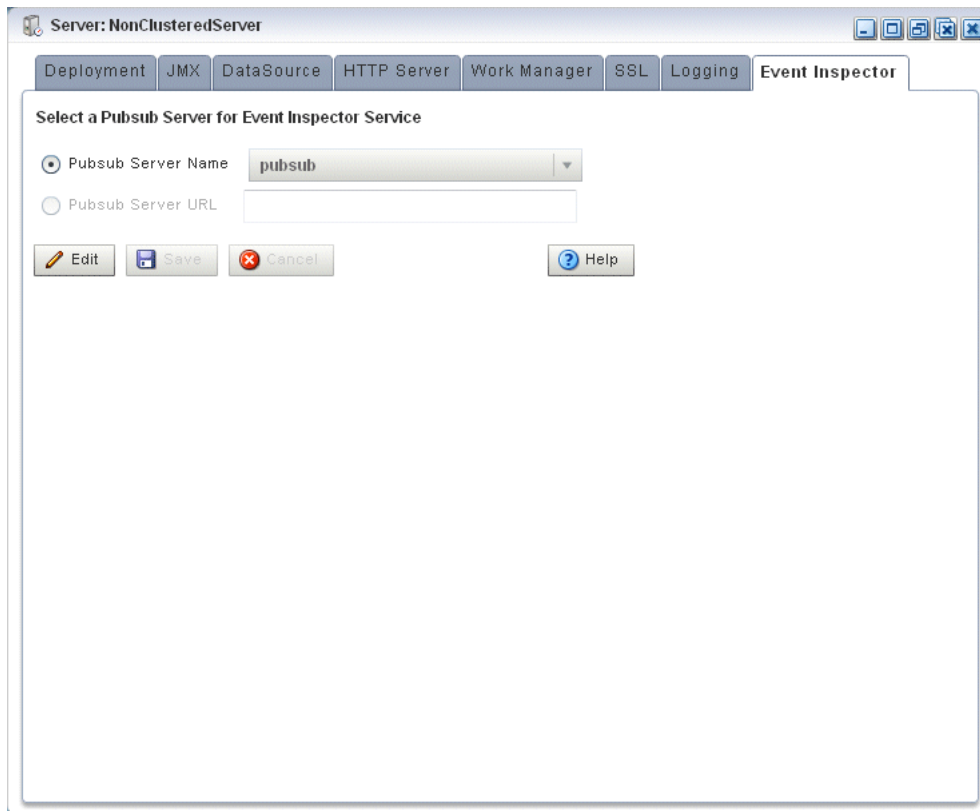 Server: NonClusteredServer
Deployment JMX DataSource HTTP Server Work Manager SSL Logging Event Inspector
Select a Pubsub Server for Event Inspector Service
Pubsub Server Name pubsub
Pubsub Server URL
Edit Save Cancel Help